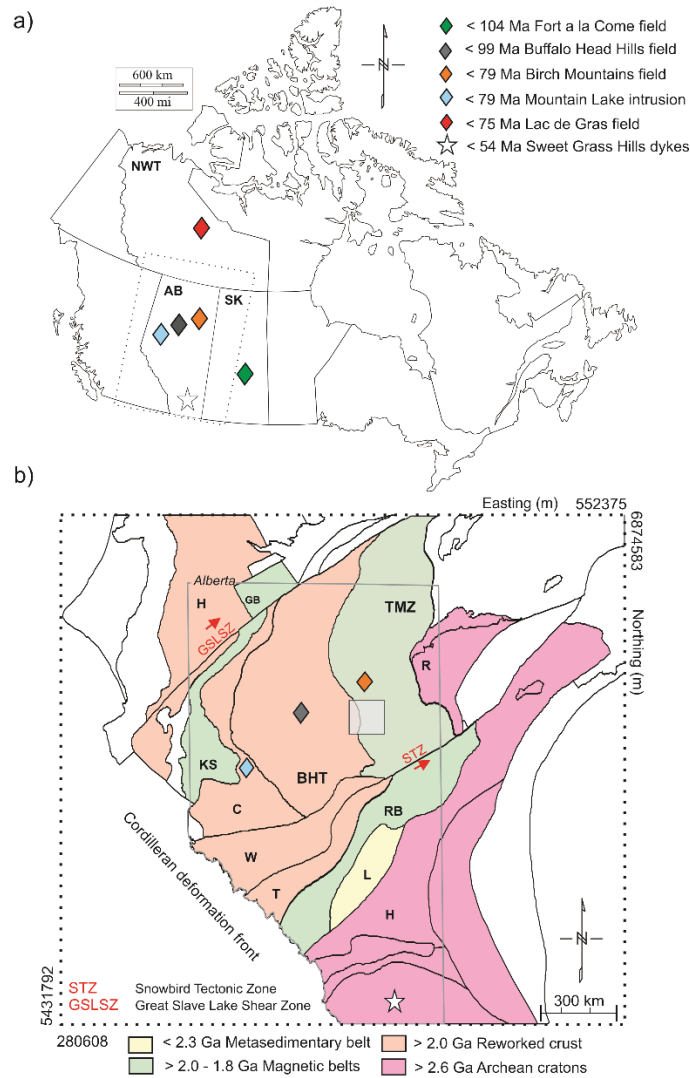 a)
< 104 Ma Fort a la Come field
< 99 Ma Buffalo Head Hills field
< 79 Ma Birch Mountains field
< 79 Ma Mountain Lake intrusion
< 75 Ma Lac de Gras field
< 54 Ma Sweet Grass Hills dykes
600 km
400 mi
N
NWT
AB
SK
b)
Easting (m) 552375
6874583
Northing (m)
Alberta
H
GB
GSLSZ
TMZ
R
KS
BHT
STZ
C
RB
W
L
T
H
Cordilleran deformation front
N
300 km
5431792
STZ Snowbird Tectonic Zone
GSLSZ Great Slave Lake Shear Zone
280608
< 2.3 Ga Metasedimentary belt
> 2.0 Ga Reworked crust
> 2.0 - 1.8 Ga Magnetic belts
> 2.6 Ga Archean cratons